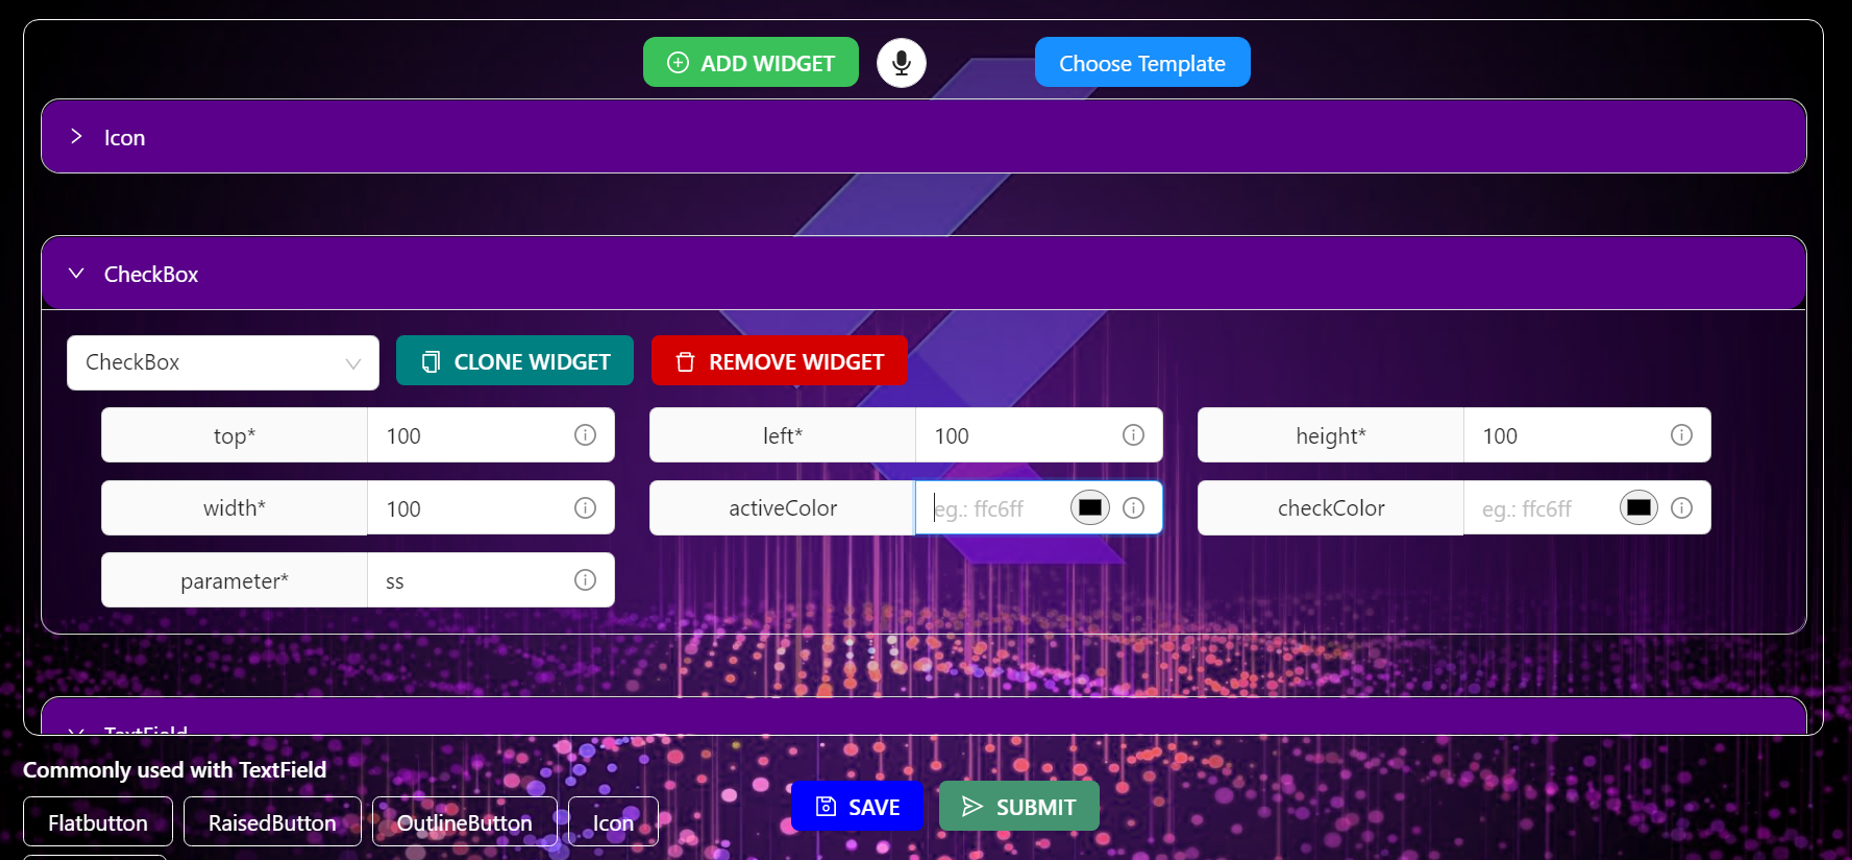 ADD WIDGET
Choose Template
Icon
CheckBox
CheckBox
CLONE WIDGET
REMOVE WIDGET
top* 100
left* 100
height* 100
width* 100
activeColor eg.: ffc6ff
checkColor eg.: ffc6ff
parameter* ss
TextField
Commonly used with TextField
SAVE
SUBMIT
Flatbutton
RaisedButton
OutlineButton
Icon